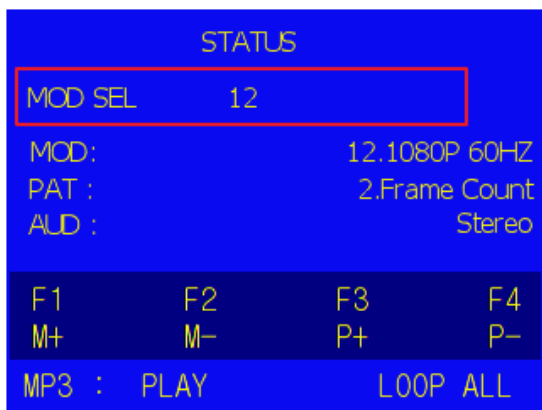 STATUS
MOD SEL 12
MOD: 12.1080P 60HZ
PAT : 2.Frame Count
AUD : Stereo
F1 F2 F3 F4
M+ M- P+ P-
MP3 : PLAY LOOP ALL